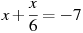 x + x/6 = −7